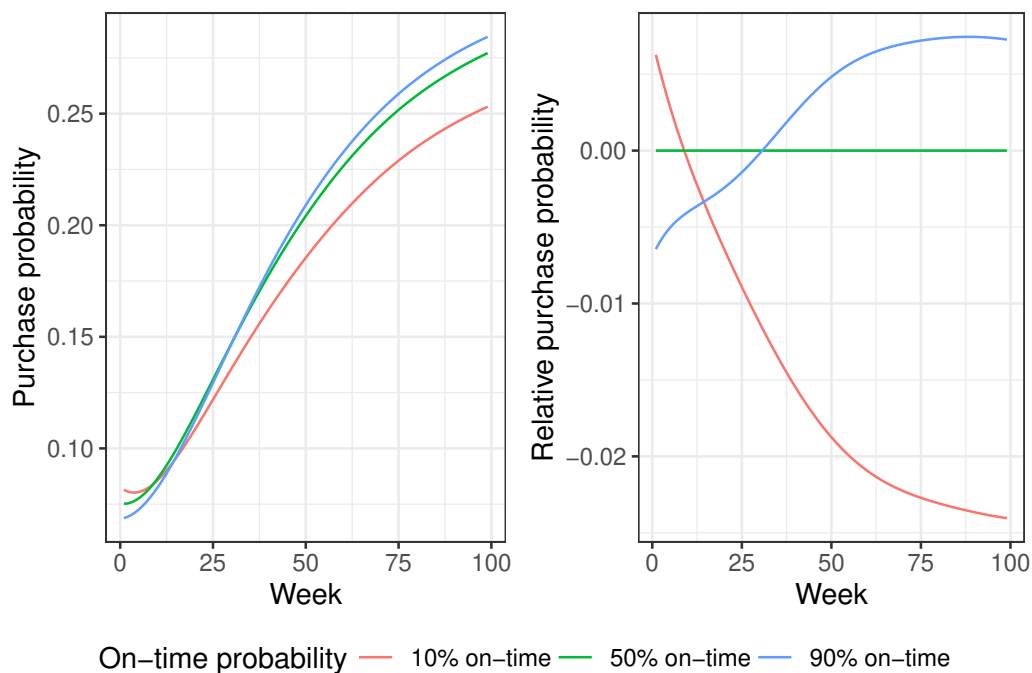 Purchase probability
0.25
0.20
0.15
0.10
0
25
50
75
100
Week
Relative purchase probability
0.00
−0.01
−0.02
0
25
50
75
100
Week
On−time probability
10% on−time
50% on−time
90% on−time